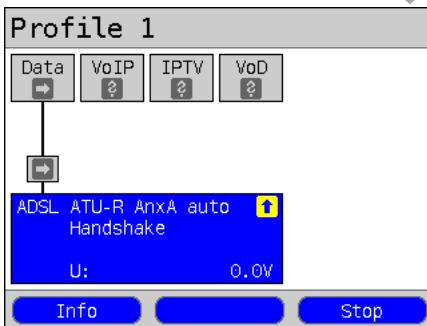 Profile 1
Data VoIP IPTV VoD
ADSL ATU-R AnxA auto
Handshake
U: 0.0V
Info Stop